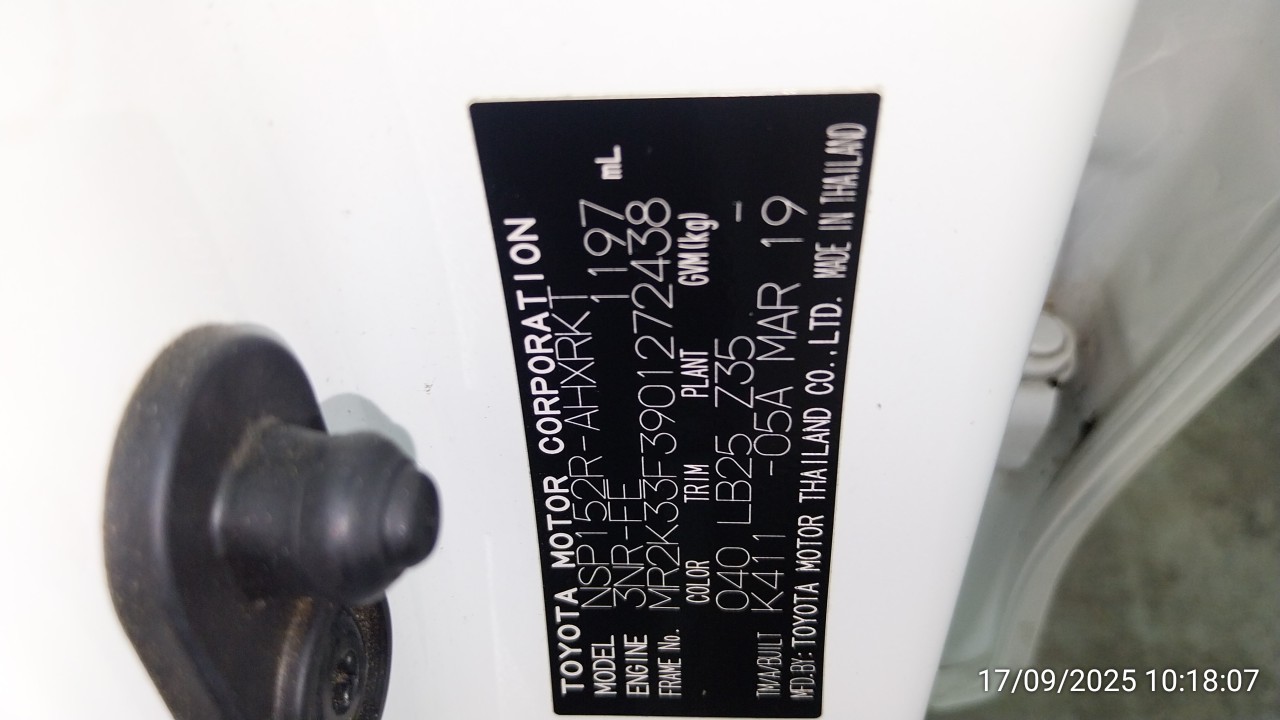 TOYOTA MOTOR CORPORATION
MODEL NSP152R-AHXRKT
ENGINE 3NR-FE 1197 mL
FRAME No. MR2K33F3901272438
COLOR TRIM PLANT GVM(kg)
040 LB25 Z35 -
TM/A/BUILT K411 -05A MAR 19
MFD.BY: TOYOTA MOTOR THAILAND CO.,LTD. MADE IN THAILAND
17/09/2025 10:18:07